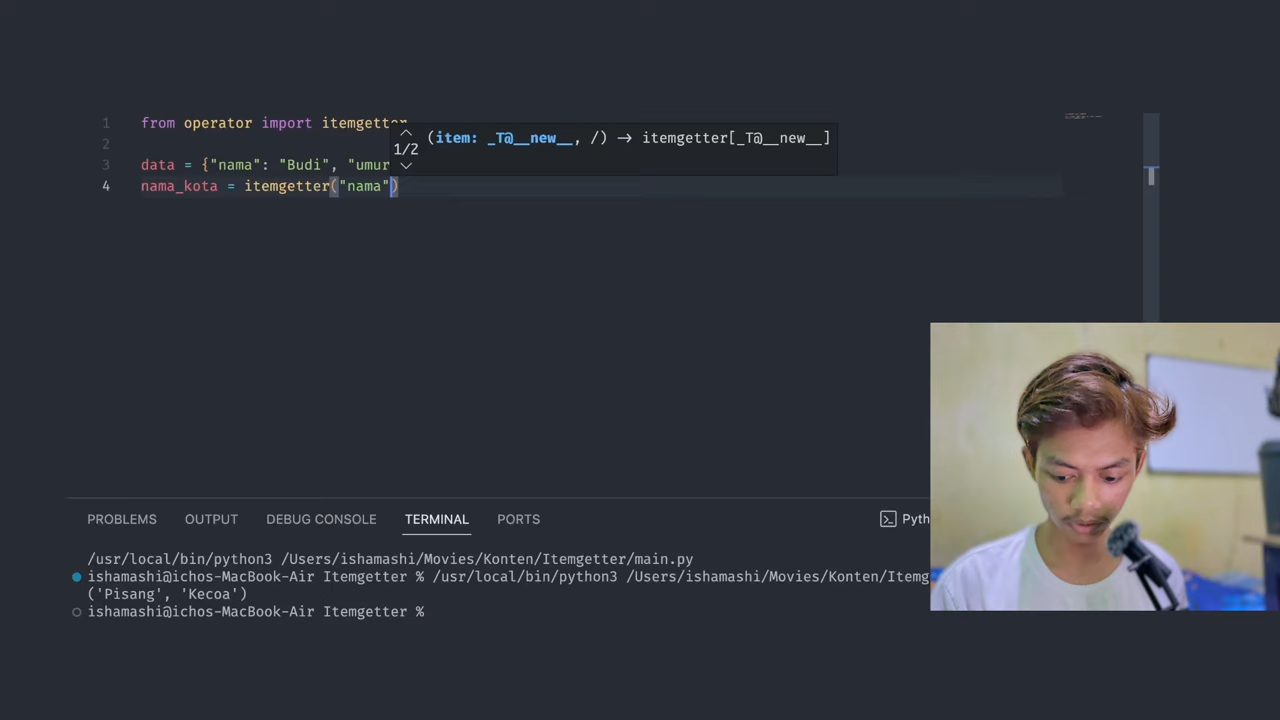 1 from operator import itemgetter
2
3 data = {"nama": "Budi", "umur
4 nama_kota = itemgetter("nama")
1/2 (item: _T@__new__, /) → itemgetter[_T@__new__]
PROBLEMS OUTPUT DEBUG CONSOLE TERMINAL PORTS Pyth
/usr/local/bin/python3 /Users/ishamashi/Movies/Konten/Itemgetter/main.py
ishamashi@ichos-MacBook-Air Itemgetter % /usr/local/bin/python3 /Users/ishamashi/Movies/Konten/Itemg
('Pisang', 'Kecoa')
ishamashi@ichos-MacBook-Air Itemgetter %